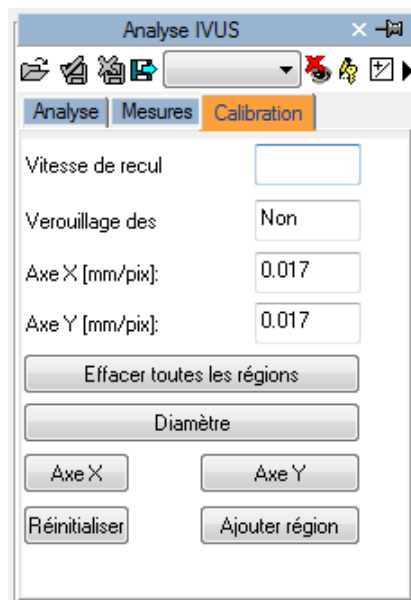 Analyse IVUS
Analyse Mesures Calibration
Vitesse de recul
Verouillage des Non
Axe X [mm/pix]: 0.017
Axe Y [mm/pix]: 0.017
Effacer toutes les régions
Diamètre
Axe X Axe Y
Réinitialiser Ajouter région